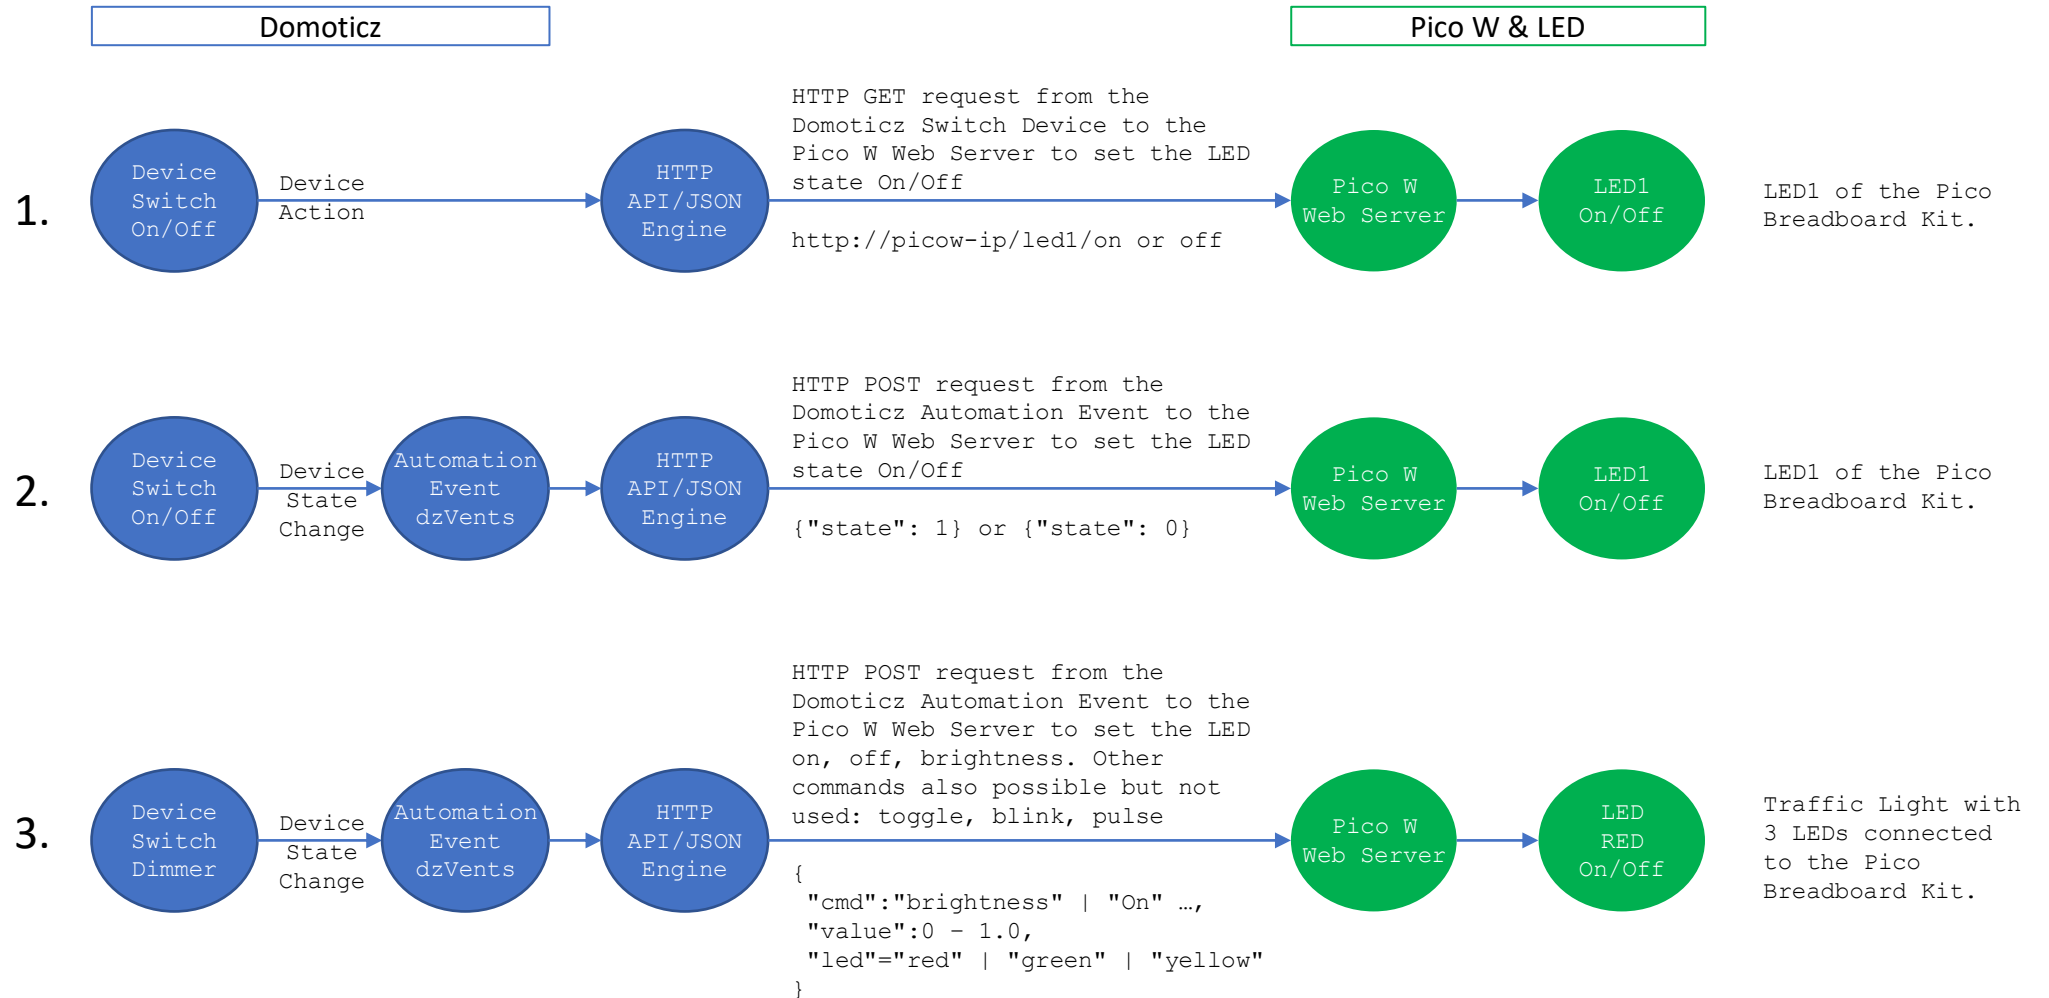 Domoticz
Pico W & LED
1.
Device
Switch
On/Off
Device
Action
HTTP
API/JSON
Engine
HTTP GET request from the
Domoticz Switch Device to the
Pico W Web Server to set the LED
state On/Off
http://picow-ip/led1/on or off
Pico W
Web Server
LED1
On/Off
LED1 of the Pico
Breadboard Kit.
2.
Device
Switch
On/Off
Device
State
Change
Automation
Event
dzVents
HTTP
API/JSON
Engine
HTTP POST request from the
Domoticz Automation Event to the
Pico W Web Server to set the LED
state On/Off
{"state": 1} or {"state": 0}
Pico W
Web Server
LED1
On/Off
LED1 of the Pico
Breadboard Kit.
3.
Device
Switch
Dimmer
Device
State
Change
Automation
Event
dzVents
HTTP
API/JSON
Engine
HTTP POST request from the
Domoticz Automation Event to the
Pico W Web Server to set the LED
on, off, brightness. Other
commands also possible but not
used: toggle, blink, pulse
{
"cmd":"brightness" | "On" …,
"value":0 – 1.0,
"led"="red" | "green" | "yellow"
}
Pico W
Web Server
LED
RED
On/Off
Traffic Light with
3 LEDs connected
to the Pico
Breadboard Kit.